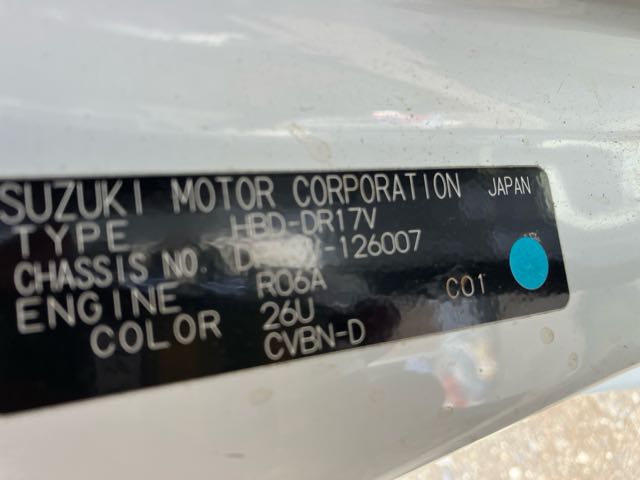 SUZUKI MOTOR CORPORATION JAPAN
TYPE HBD-DR17V
CHASSIS NO. -126007
ENGINE R06A
COLOR 26U C01
CVBN-D